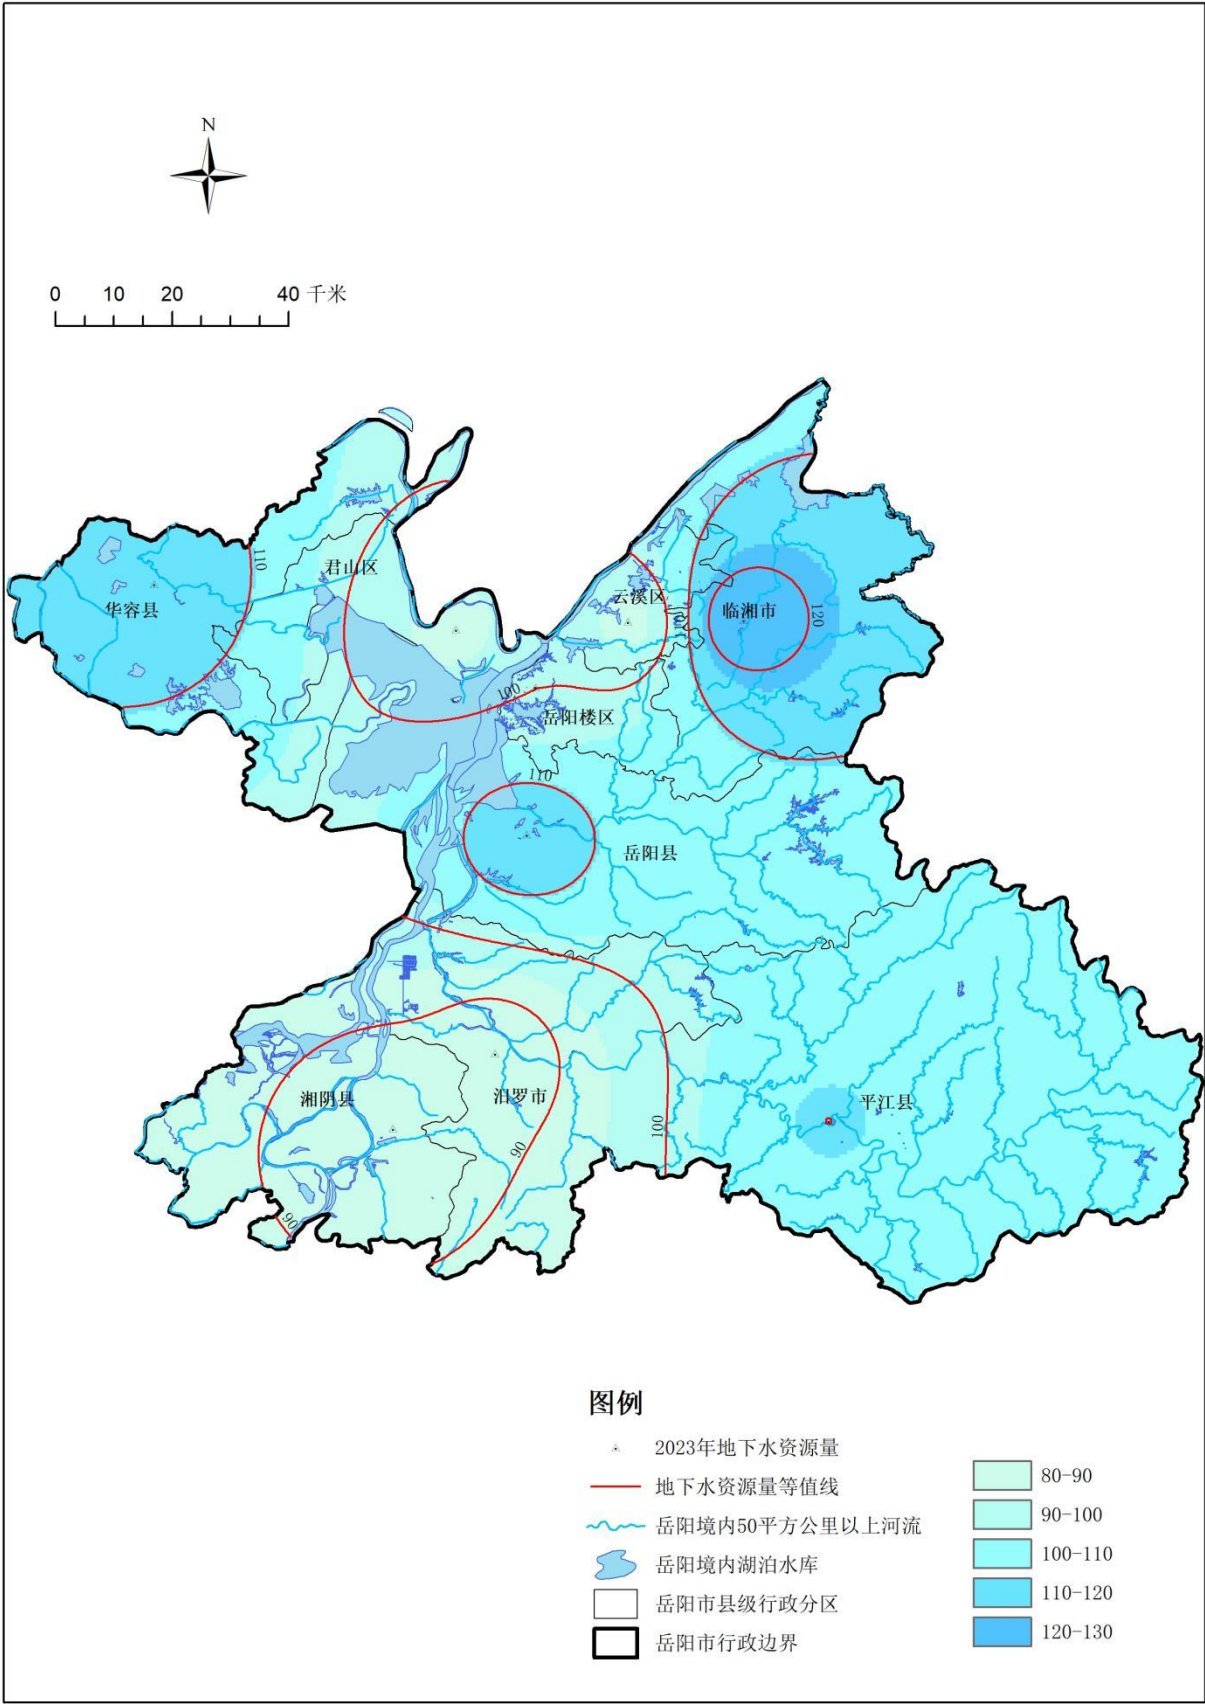 N
0 10 20 40 千米
110
君山区
华容县
云溪区
临湘市
120
110
100
岳阳楼区
110
岳阳县
湘阴县
汨罗市
平江县
100
90
90
图例
2023年地下水资源量
地下水资源量等值线
岳阳境内50平方公里以上河流
岳阳境内湖泊水库
岳阳市县级行政分区
岳阳市行政边界
80-90
90-100
100-110
110-120
120-130